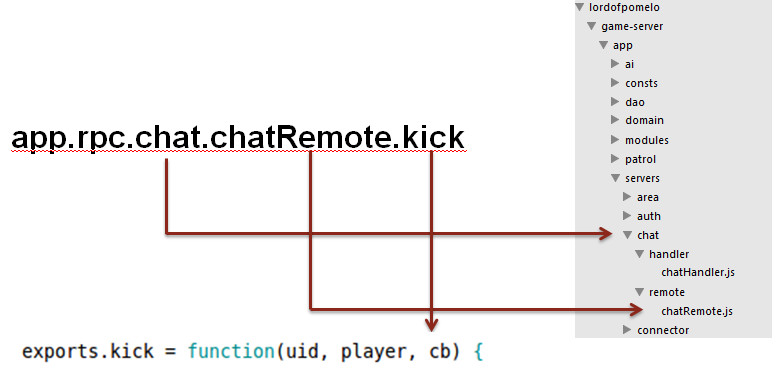 app.rpc.chat.chatRemote.kick
exports.kick = function(uid, player, cb) {
lordofpomelo
game-server
app
ai
consts
dao
domain
modules
patrol
servers
area
auth
chat
handler
chatHandler.js
remote
chatRemote.js
connector